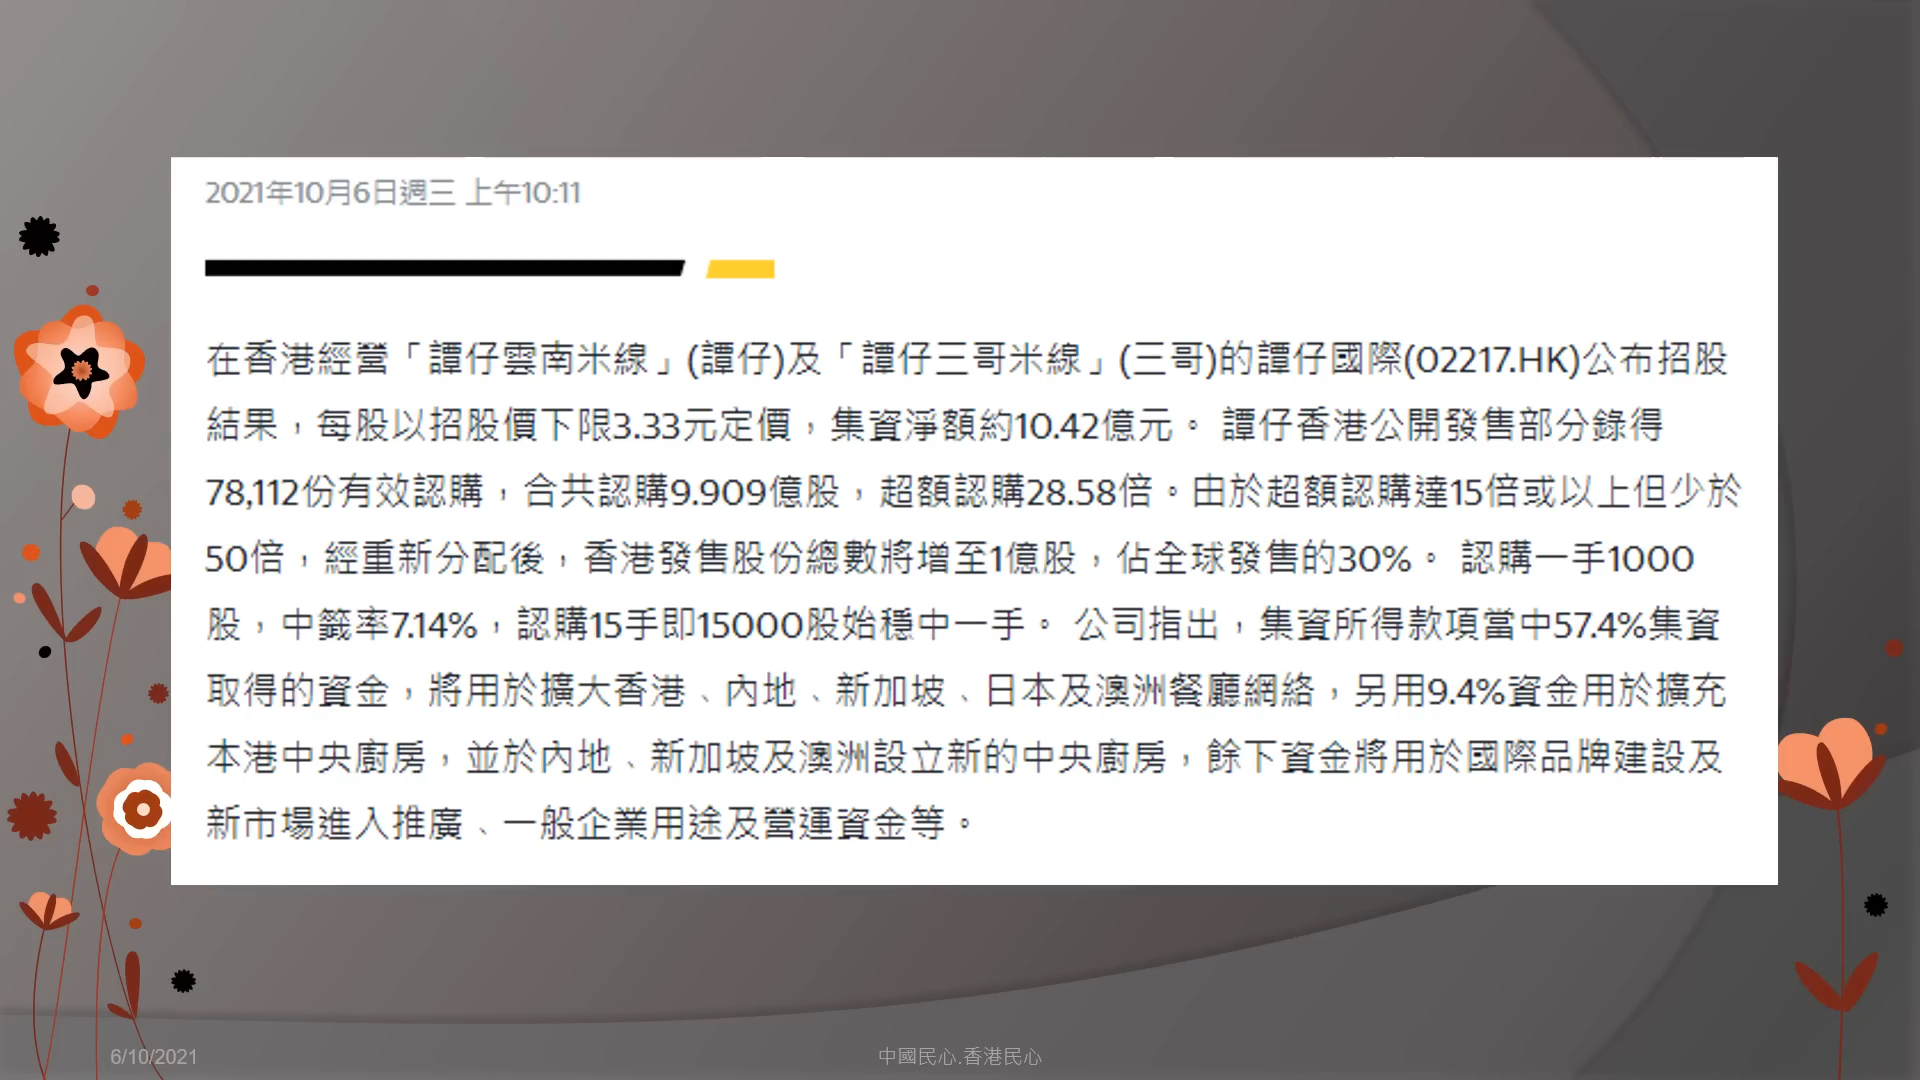 2021年10月6日週三 上午10:11
在香港經營「譚仔雲南米線」(譚仔)及「譚仔三哥米線」(三哥)的譚仔國際(02217.HK)公布招股
結果，每股以招股價下限3.33元定價，集資淨額約10.42億元。 譚仔香港公開發售部分錄得
78,112份有效認購，合共認購9.909億股，超額認購28.58倍。由於超額認購達15倍或以上但少於
50倍，經重新分配後，香港發售股份總數將增至1億股，佔全球發售的30%。 認購一手1000
股，中籤率7.14%，認購15手即15000股始穩中一手。 公司指出，集資所得款項當中57.4%集資
取得的資金，將用於擴大香港、內地、新加坡、日本及澳洲餐廳網絡，另用9.4%資金用於擴充
本港中央廚房，並於內地、新加坡及澳洲設立新的中央廚房，餘下資金將用於國際品牌建設及
新市場進入推廣、一般企業用途及營運資金等。
6/10/2021
中國民心.香港民心